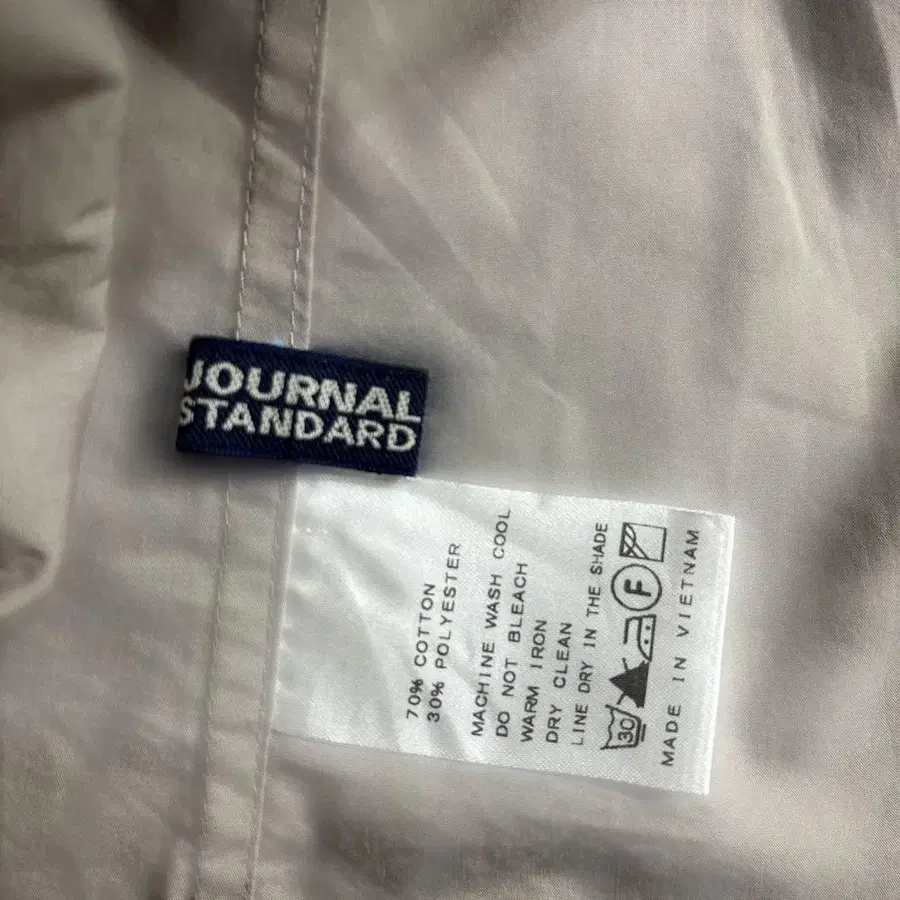 JOURNAL
STANDARD
70% COTTON
30% POLYESTER
MACHINE WASH COOL
DO NOT BLEACH
WARM IRON
DRY CLEAN
LINE DRY IN THE SHADE
30 F
MADE IN VIETNAM